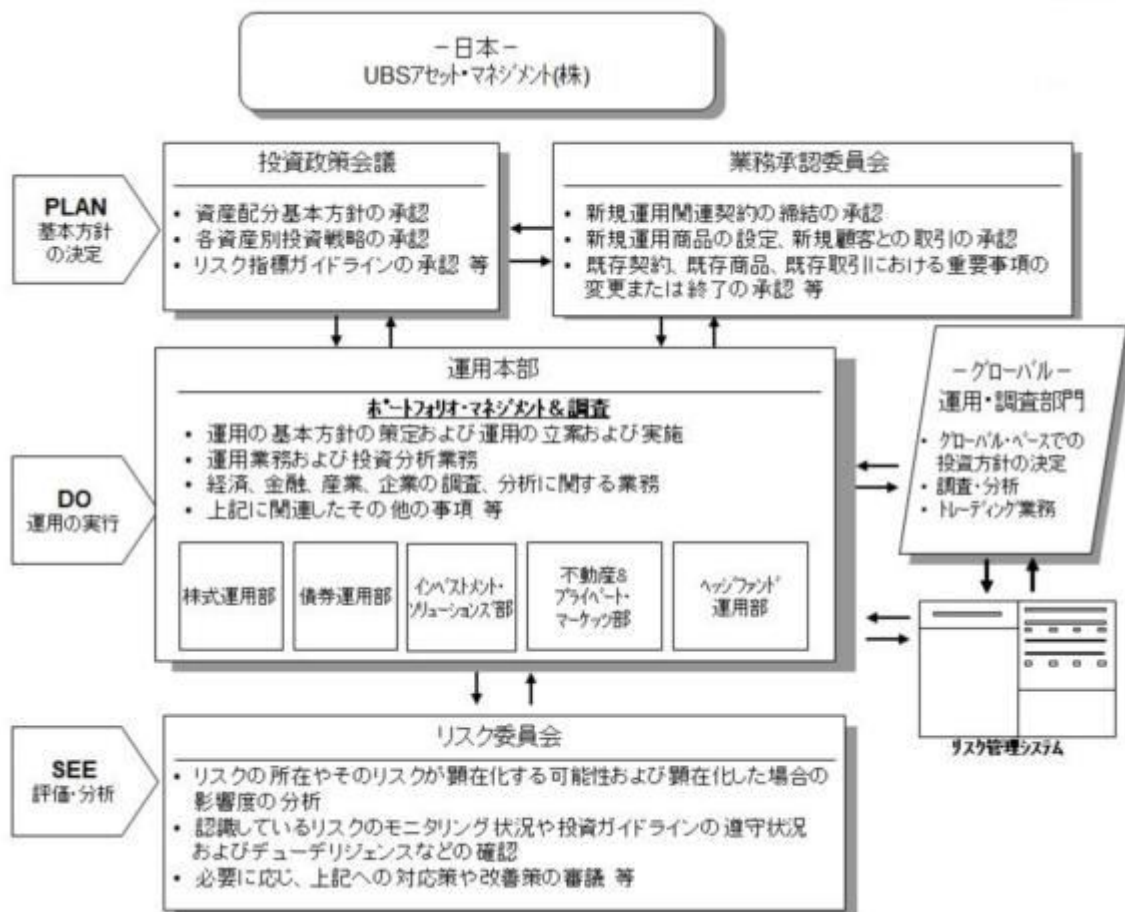 －日本－
UBSアセット・マネジメント(株)
PLAN
基本方針
の決定
投資政策会議
• 資産配分基本方針の承認
• 各資産別投資戦略の承認
• リスク指標ガイドラインの承認 等
業務承認委員会
• 新規運用関連契約の締結の承認
• 新規運用商品の設定、新規顧客との取引の承認
• 既存契約、既存商品、既存取引における重要事項の
変更または終了の承認 等
DO
運用の実行
運用本部
ポートフォリオ・マネジメント＆調査
• 運用の基本方針の策定および運用の立案および実施
• 運用業務および投資分析業務
• 経済、金融、産業、企業の調査、分析に関する業務
• 上記に関連したその他の事項 等
株式運用部
債券運用部
インベストメント・
ソリューションズ部
不動産＆
プライベート・
マーケッツ部
ヘッジファンド
運用部
－グローバル－
運用・調査部門
• グローバル・ベースでの
投資方針の決定
• 調査・分析
• トレーディング業務
リスク管理システム
SEE
評価・分析
リスク委員会
• リスクの所在やそのリスクが顕在化する可能性および顕在化した場合の
影響度の分析
• 認識しているリスクのモニタリング状況や投資ガイドラインの遵守状況
およびデューデリジェンスなどの確認
• 必要に応じ、上記への対応策や改善策の審議 等